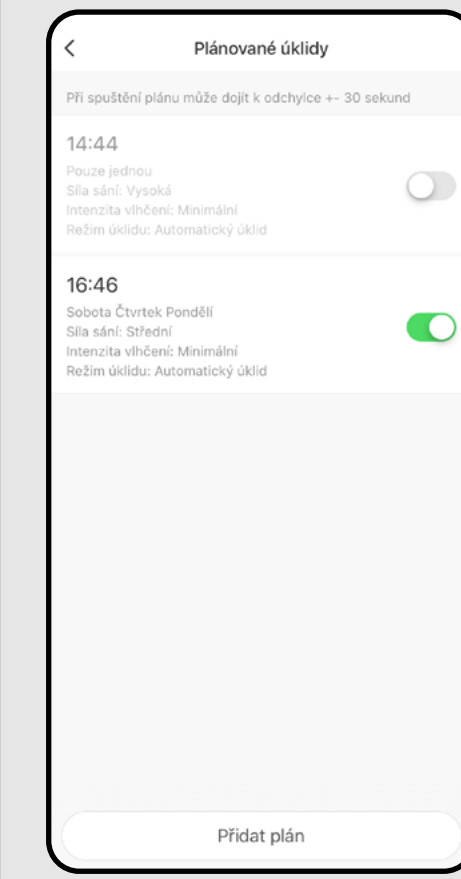 Plánované úklidy
Při spuštění plánu může dojít k odchylce +- 30 sekund
14:44
Pouze jednou
Síla sání: Vysoká
Intenzita vlhčení: Minimální
Režim úklidu: Automatický úklid
16:46
Sobota Čtvrtek Pondělí
Síla sání: Střední
Intenzita vlhčení: Minimální
Režim úklidu: Automatický úklid
Přidat plán